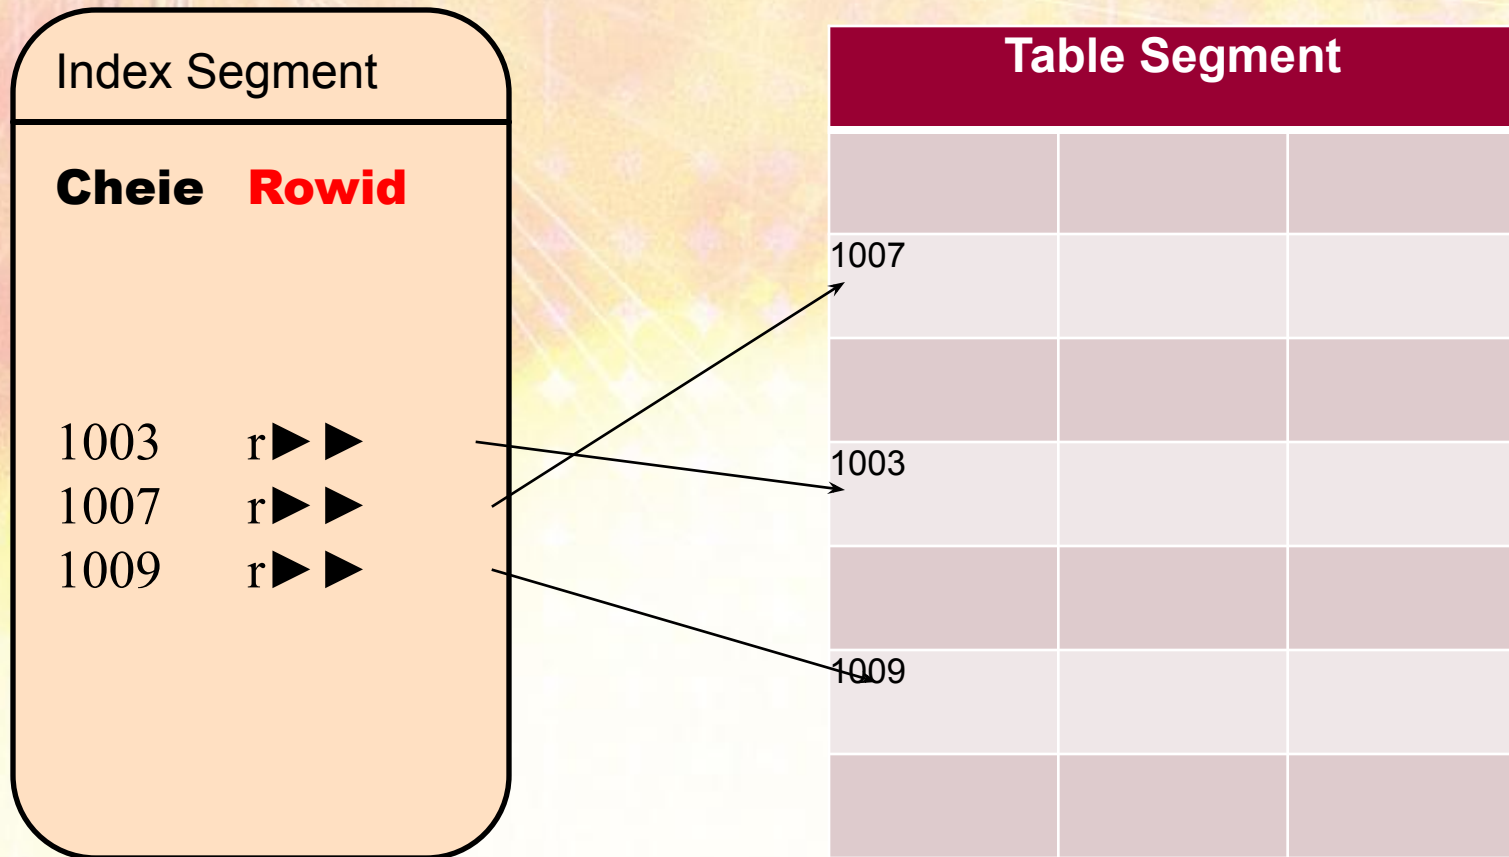 Index Segment
Cheie Rowid
1003 r►►
1007 r►►
1009 r►►
Table Segment
1007
1003
1009